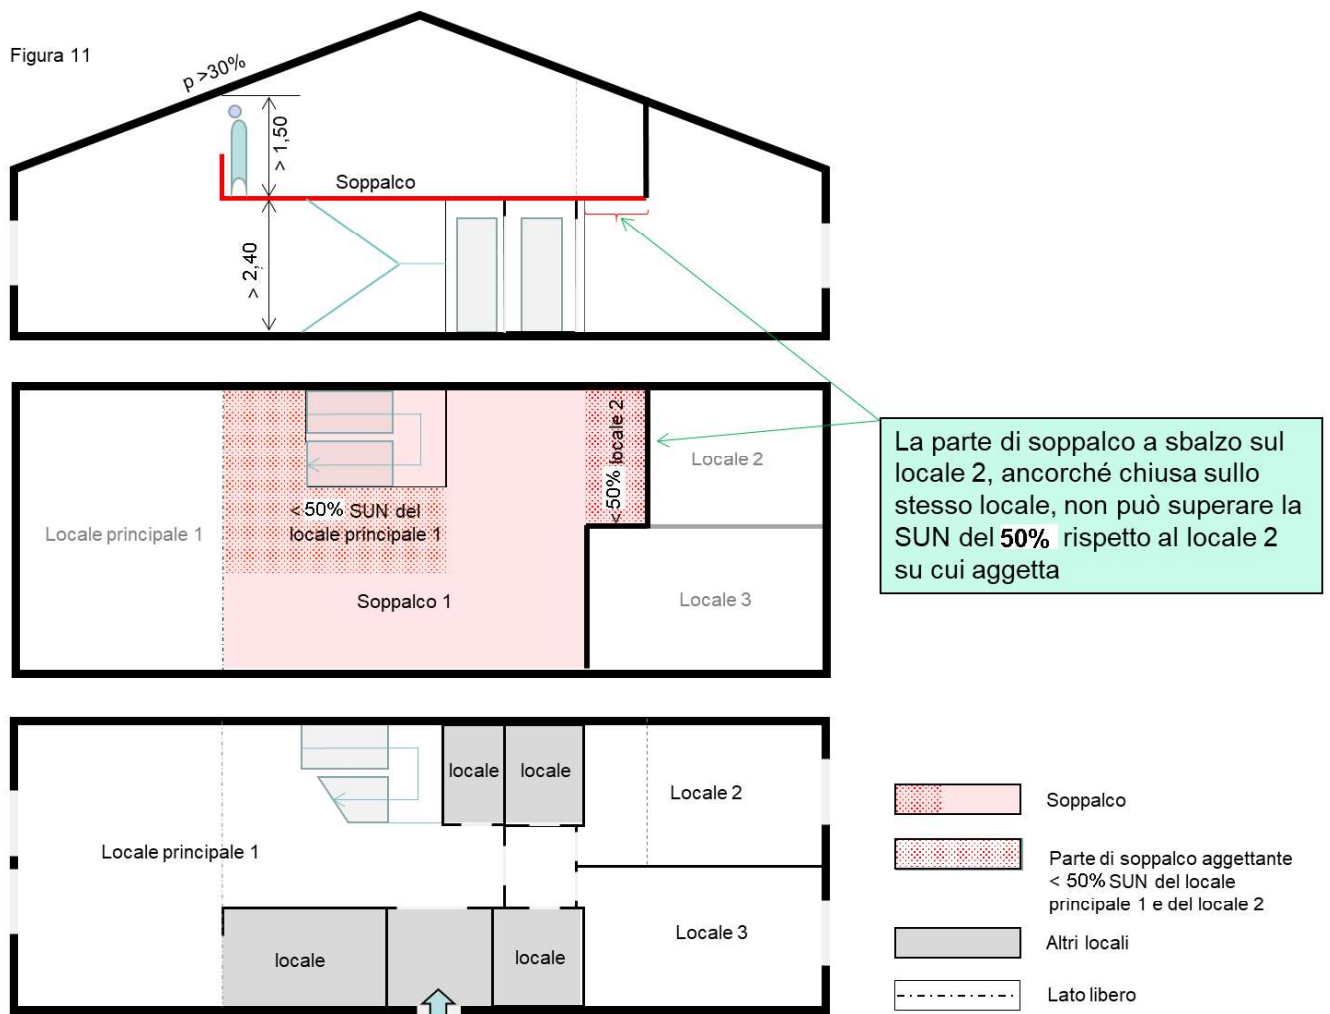 Figura 11
p >30%
> 1,50
Soppalco
> 2,40
< 50% locale 2
Locale 2
< 50% SUN del
locale principale 1
Locale principale 1
Soppalco 1
Locale 3
La parte di soppalco a sbalzo sul
locale 2, ancorché chiusa sullo
stesso locale, non può superare la
SUN del 50% rispetto al locale 2
su cui aggetta
locale
locale
Locale 2
Locale principale 1
locale
locale
Locale 3
Soppalco
Parte di soppalco aggettante
< 50% SUN del locale
principale 1 e del locale 2
Altri locali
Lato libero